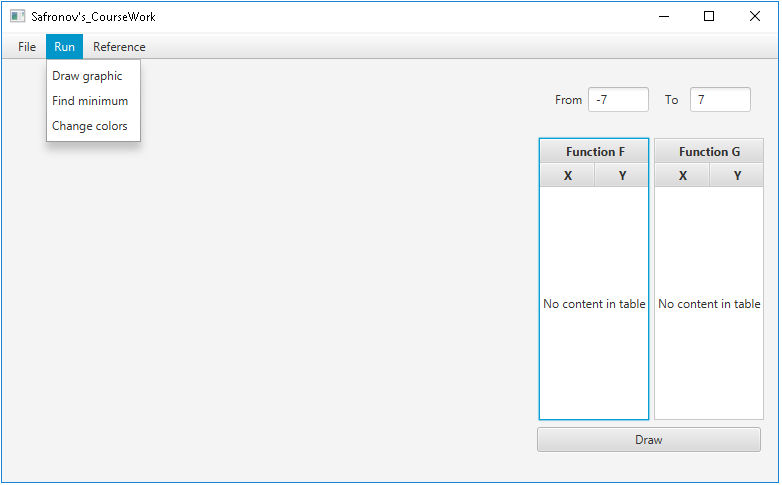 Safronov's_CourseWork
File Run Reference
Draw graphic
Find minimum
Change colors
From -7 To 7
Function F Function G
X Y X Y
No content in table No content in table
Draw